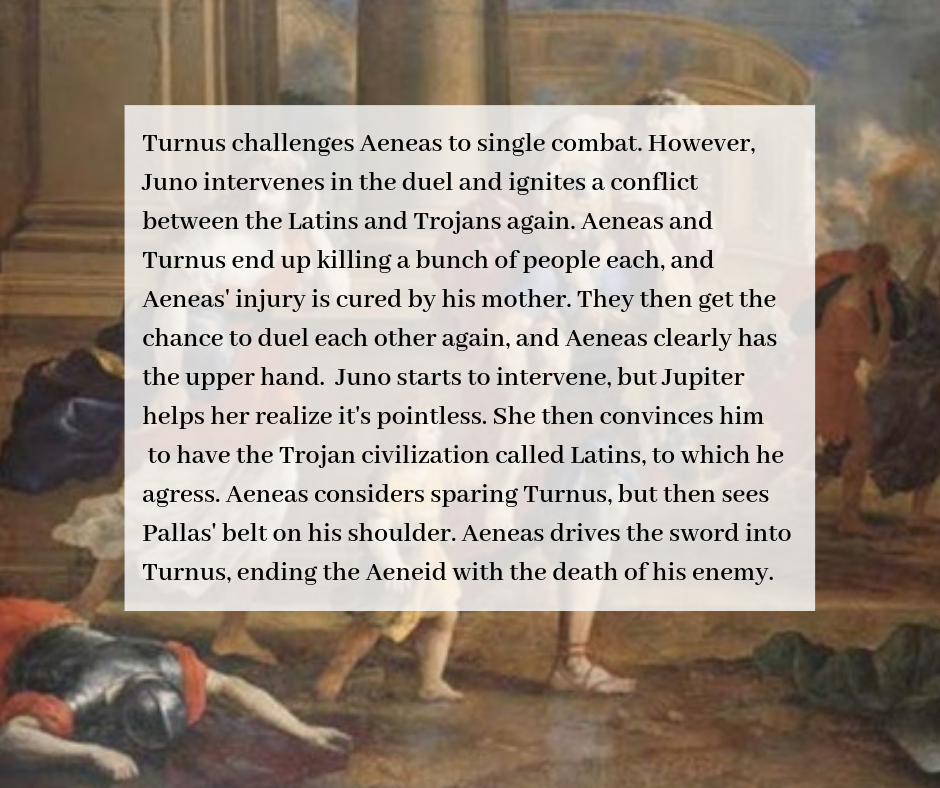 Turnus challenges Aeneas to single combat. However,
Juno intervenes in the duel and ignites a conflict
between the Latins and Trojans again. Aeneas and
Turnus end up killing a bunch of people each, and
Aeneas' injury is cured by his mother. They then get the
chance to duel each other again, and Aeneas clearly has
the upper hand.  Juno starts to intervene, but Jupiter
helps her realize it's pointless. She then convinces him
to have the Trojan civilization called Latins, to which he
agress. Aeneas considers sparing Turnus, but then sees
Pallas' belt on his shoulder. Aeneas drives the sword into
Turnus, ending the Aeneid with the death of his enemy.